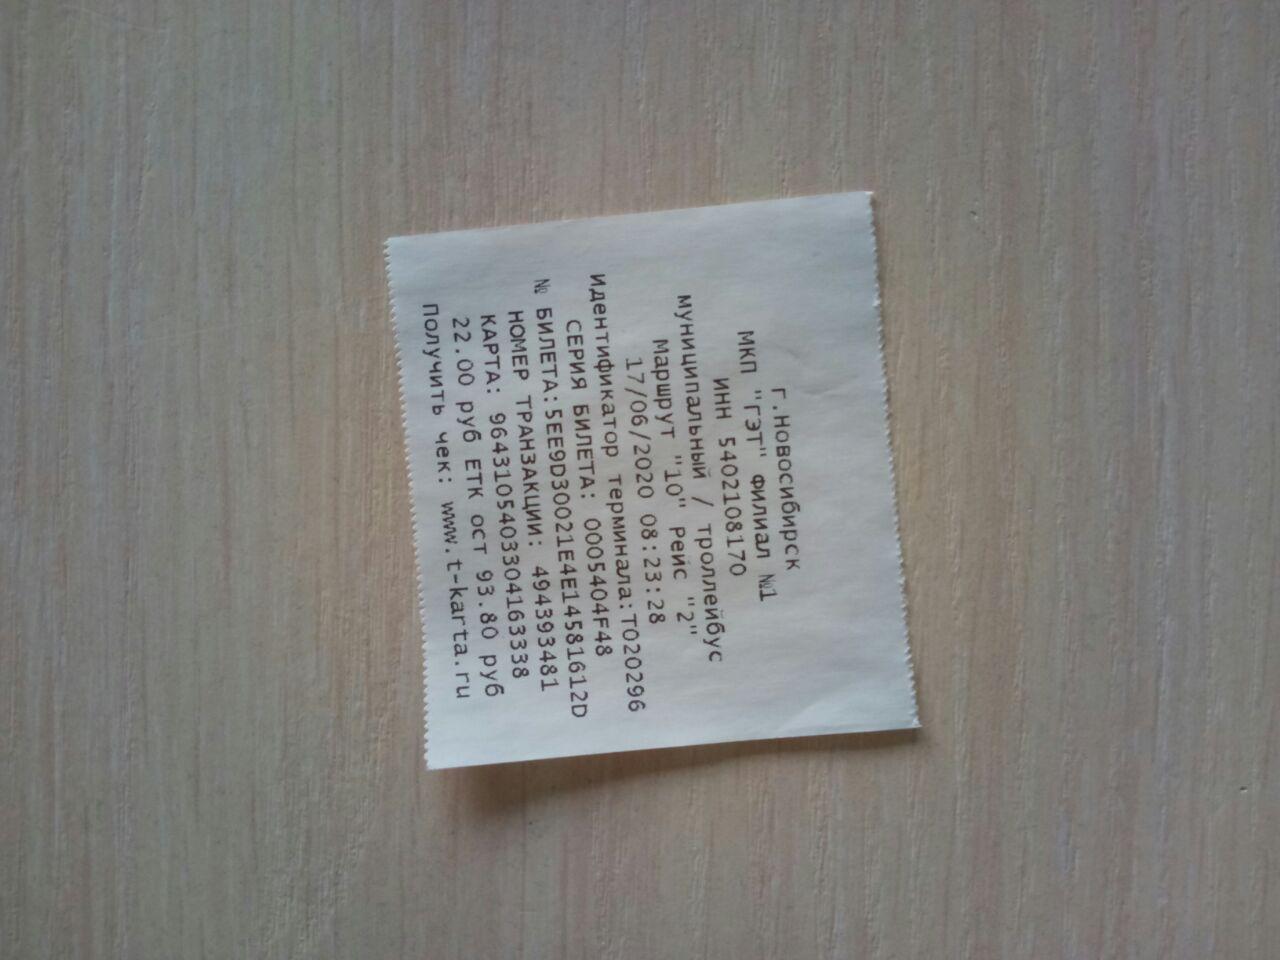 г.Новосибирск
МКП "ГЭТ" филиал №1
ИНН 5402108170
муниципальный / троллейбус
Маршрут "10" Рейс "2"
17/06/2020 08:23:28
идентификатор терминала:T020296
СЕРИЯ БИЛЕТА: 0005404F48
№ БИЛЕТА:5EE9D30021E4E14581612D
НОМЕР ТРАНЗАКЦИИ: 494393481
КАРТА: 96431054033304163338
22.00 руб ЕТК ост 93.80 руб
Получить чек: www.t-karta.ru